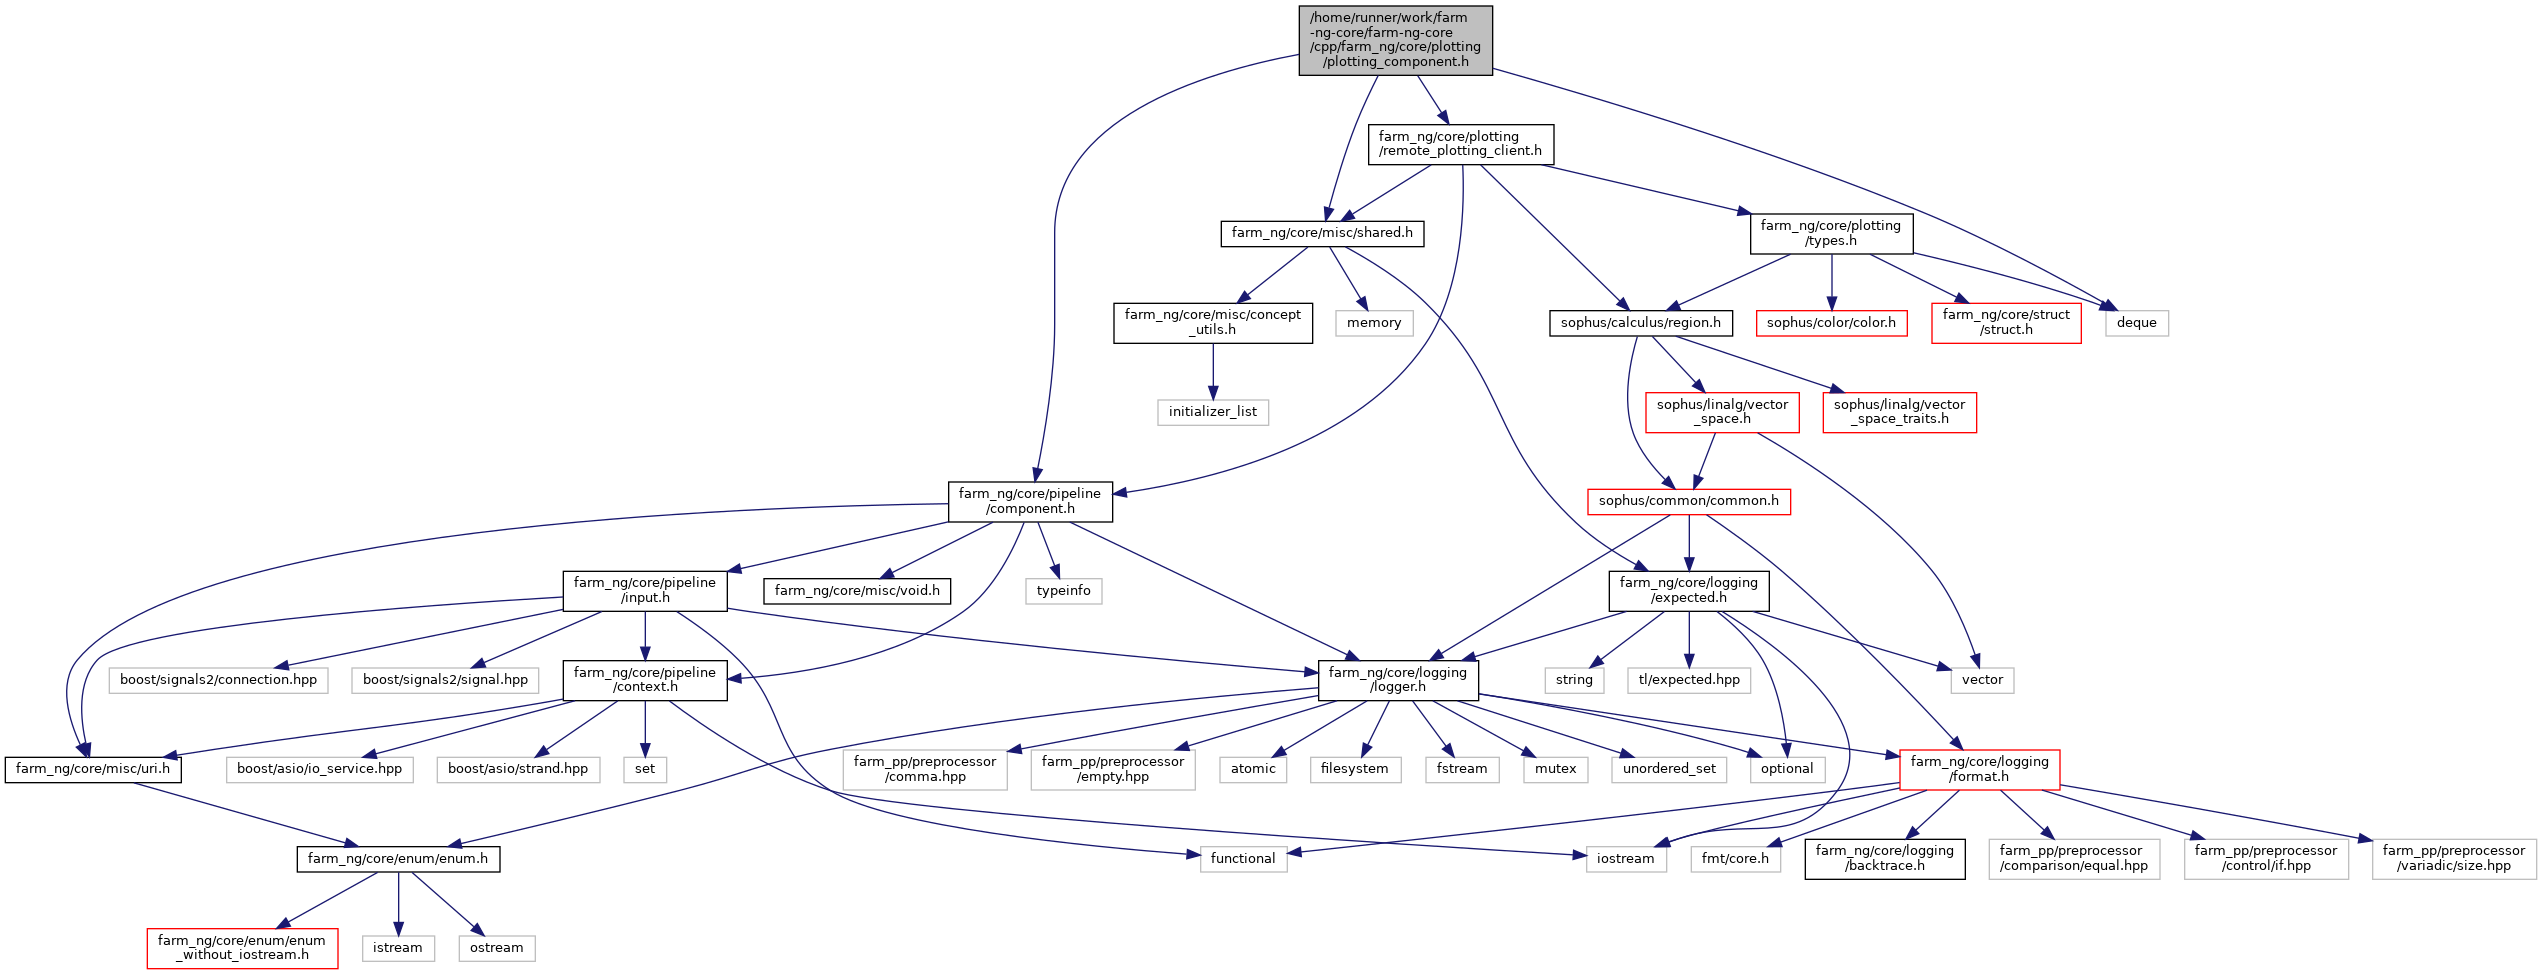 /home/runner/work/farm
-ng-core/farm-ng-core
/cpp/farm_ng/core/plotting
/plotting_component.h
farm_ng/core/plotting
/remote_plotting_client.h
farm_ng/core/misc/shared.h
farm_ng/core/plotting
/types.h
farm_ng/core/misc/concept
_utils.h
memory
sophus/calculus/region.h
sophus/color/color.h
farm_ng/core/struct
/struct.h
deque
initializer_list
sophus/linalg/vector
_space.h
sophus/linalg/vector
_space_traits.h
farm_ng/core/pipeline
/component.h
sophus/common/common.h
farm_ng/core/pipeline
/input.h
farm_ng/core/misc/void.h
typeinfo
farm_ng/core/logging
/expected.h
boost/signals2/connection.hpp
boost/signals2/signal.hpp
farm_ng/core/pipeline
/context.h
farm_ng/core/logging
/logger.h
string
tl/expected.hpp
vector
farm_ng/core/misc/uri.h
boost/asio/io_service.hpp
boost/asio/strand.hpp
set
farm_pp/preprocessor
/comma.hpp
farm_pp/preprocessor
/empty.hpp
atomic
filesystem
fstream
mutex
unordered_set
optional
farm_ng/core/logging
/format.h
farm_ng/core/enum/enum.h
functional
iostream
fmt/core.h
farm_ng/core/logging
/backtrace.h
farm_pp/preprocessor
/comparison/equal.hpp
farm_pp/preprocessor
/control/if.hpp
farm_pp/preprocessor
/variadic/size.hpp
farm_ng/core/enum/enum
_without_iostream.h
istream
ostream